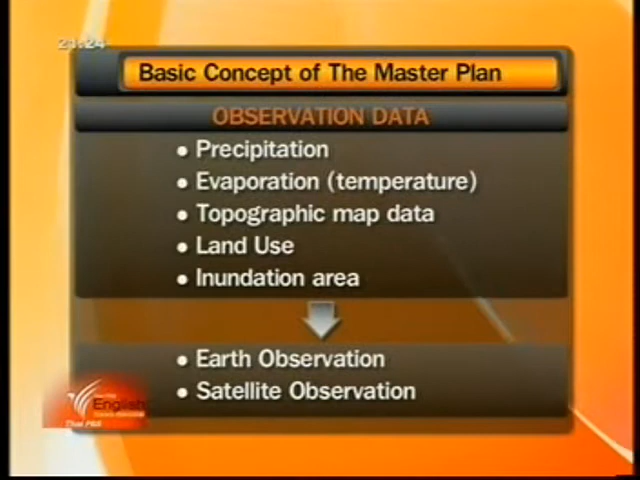 21:24
Basic Concept of The Master Plan
OBSERVATION DATA
• Precipitation
• Evaporation (temperature)
• Topographic map data
• Land Use
• Inundation area
• Earth Observation
• Satellite Observation
English
Thai PBS